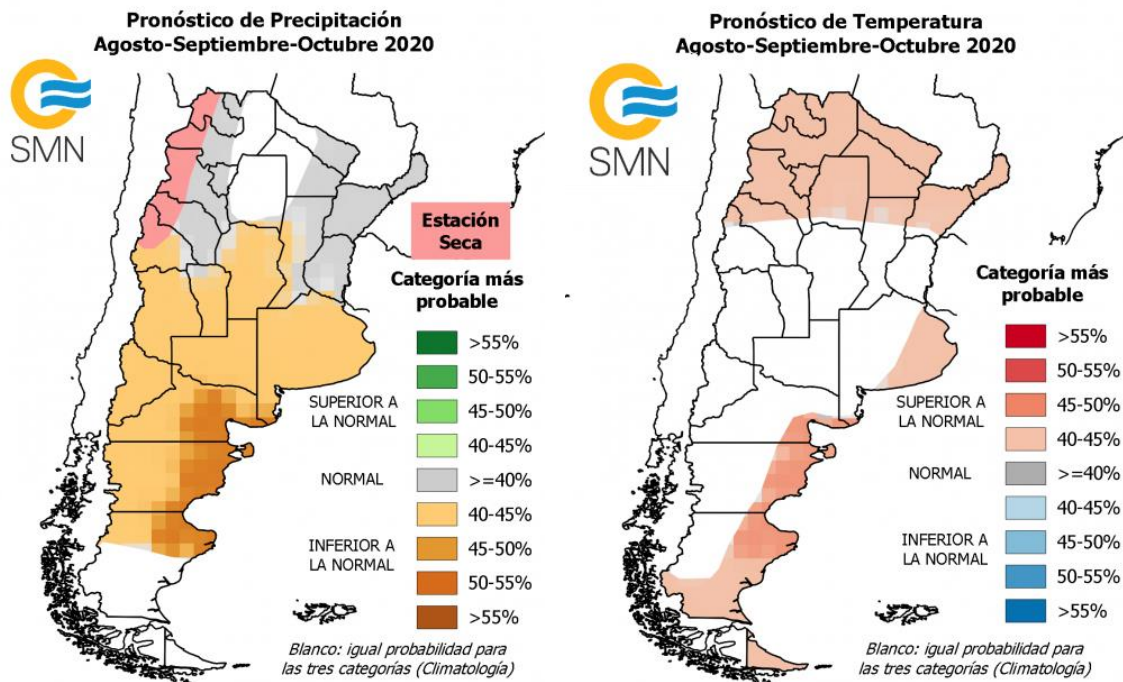 Pronóstico de Precipitación
Agosto-Septiembre-Octubre 2020
SMN
Estación
Seca
Categoría más
probable
>55%
50-55%
SUPERIOR A
LA NORMAL
45-50%
40-45%
NORMAL
>=40%
40-45%
INFERIOR A
LA NORMAL
45-50%
50-55%
>55%
Blanco: igual probabilidad para
las tres categorías (Climatología)
Pronóstico de Temperatura
Agosto-Septiembre-Octubre 2020
SMN
Categoría más
probable
>55%
50-55%
SUPERIOR A
LA NORMAL
45-50%
40-45%
NORMAL
>=40%
40-45%
INFERIOR A
LA NORMAL
45-50%
50-55%
>55%
Blanco: igual probabilidad para
las tres categorías (Climatología)